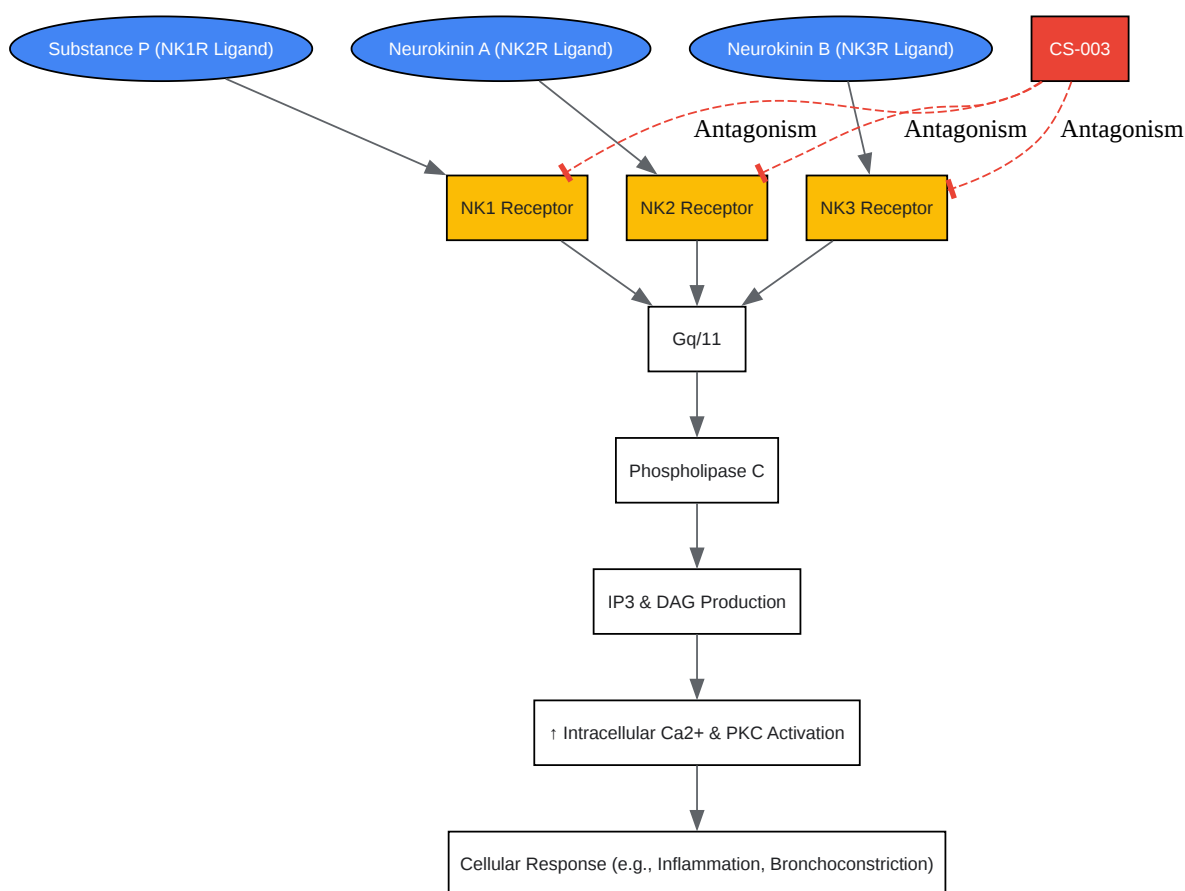 Substance P (NK1R Ligand)
Neurokinin A (NK2R Ligand)
Neurokinin B (NK3R Ligand)
CS-003
Antagonism
Antagonism
Antagonism
NK1 Receptor
NK2 Receptor
NK3 Receptor
Gq/11
Phospholipase C
IP3 & DAG Production
↑ Intracellular Ca2+ & PKC Activation
Cellular Response (e.g., Inflammation, Bronchoconstriction)